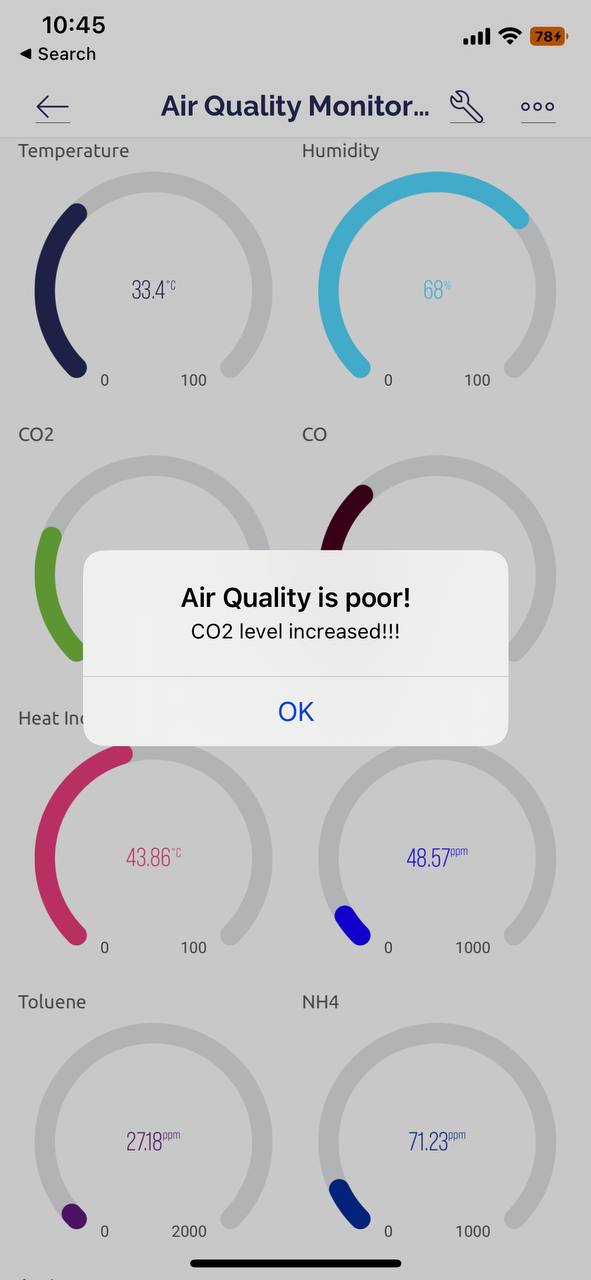 10:45
78
◀ Search
Air Quality Monitor...
Temperature
Humidity
33.4°C
68%
0 100
0 100
CO2
CO
Air Quality is poor!
CO2 level increased!!!
OK
Heat
43.86°C
48.57ppm
0 100
0 1000
Toluene
NH4
27.18ppm
71.23ppm
0 2000
0 1000